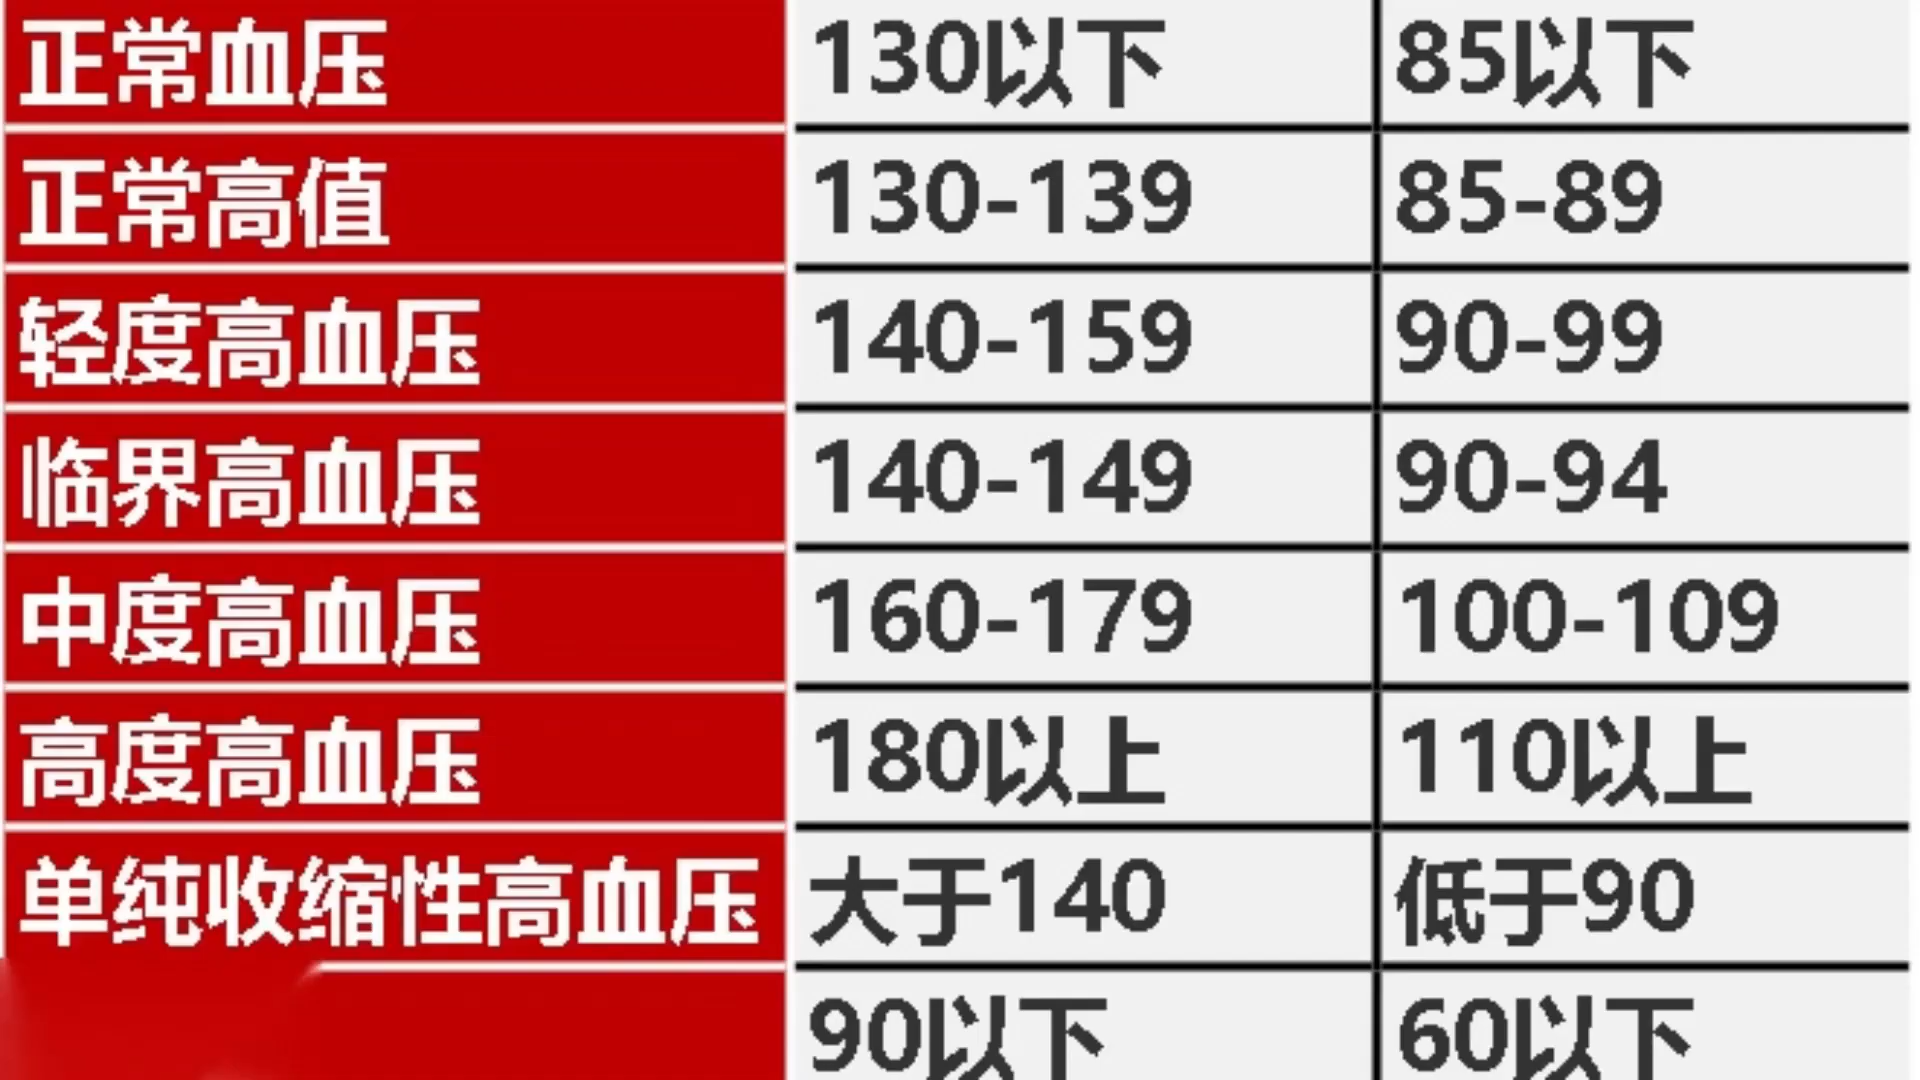 正常血压 130以下 85以下
正常高值 130-139 85-89
轻度高血压 140-159 90-99
临界高血压 140-149 90-94
中度高血压 160-179 100-109
高度高血压 180以上 110以上
单纯收缩性高血压 大于140 低于90
90以下 60以下